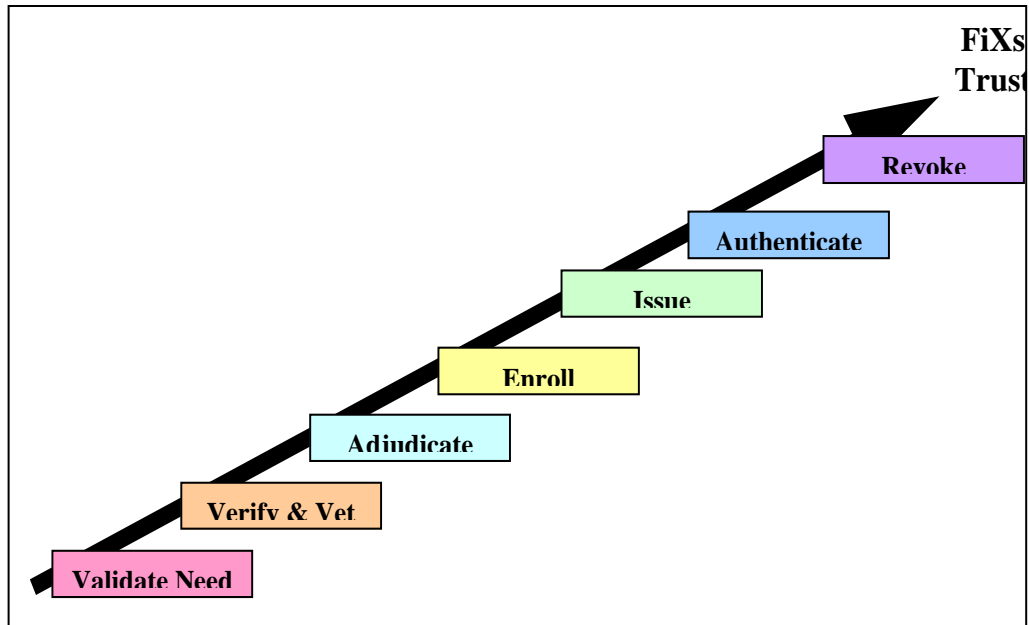 FiXs
Trust
Revoke
Authenticate
Issue
Enroll
Adjudicate
Verify & Vet
Validate Need